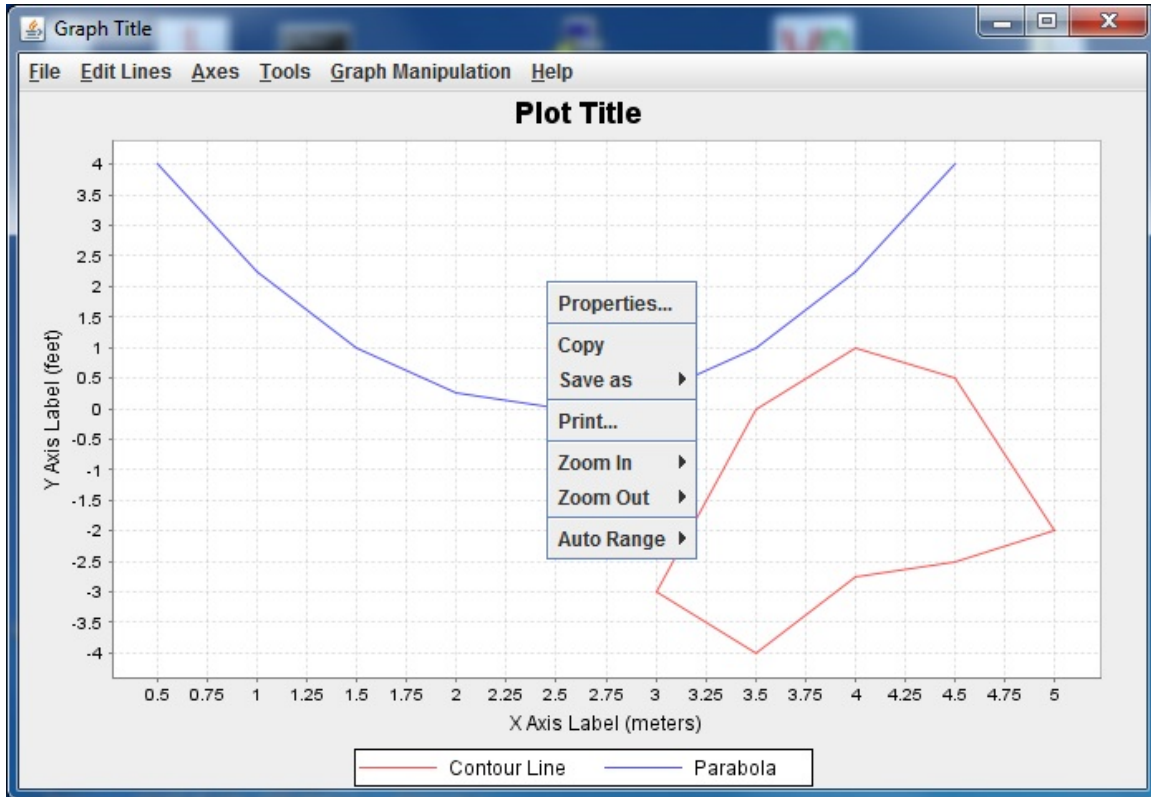 Graph Title
File Edit Lines Axes Tools Graph Manipulation Help
Plot Title
4
3.5
3
2.5
2
1.5
1
0.5
0
-0.5
-1
-1.5
-2
-2.5
-3
-3.5
-4
Y Axis Label (feet)
Properties...
Copy
Save as
Print...
Zoom In
Zoom Out
Auto Range
0.5 0.75 1 1.25 1.5 1.75 2 2.25 2.5 2.75 3 3.25 3.5 3.75 4 4.25 4.5 4.75 5
X Axis Label (meters)
Contour Line Parabola